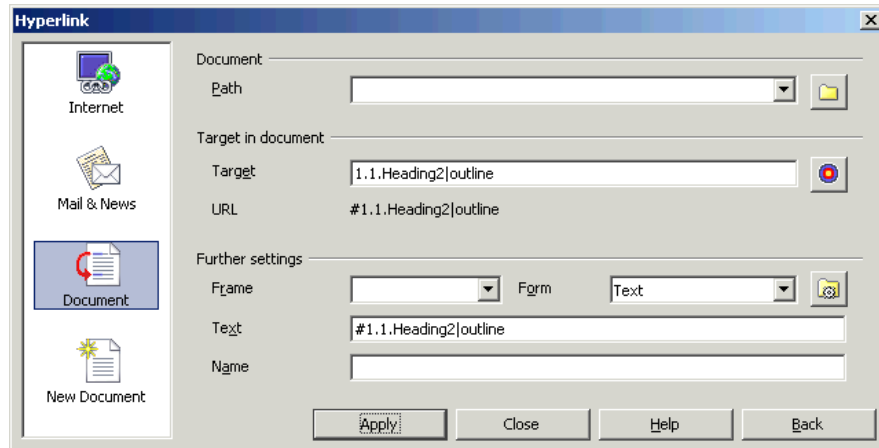 Hyperlink
Internet
Mail & News
Document
New Document
Document
Path
Target in document
Target 1.1.Heading2|outline
URL #1.1.Heading2|outline
Further settings
Frame Form Text
Text #1.1.Heading2|outline
Name
Apply Close Help Back